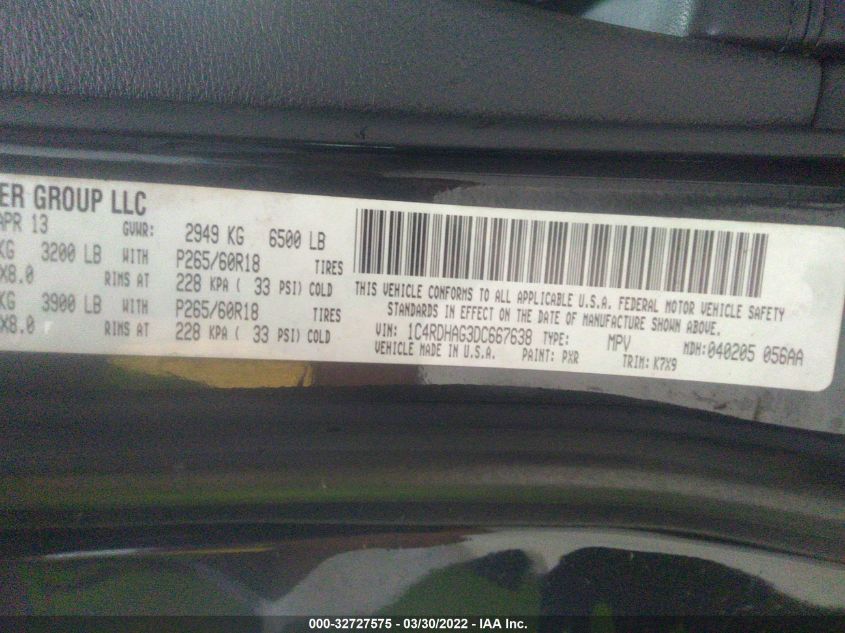 ER GROUP LLC
APR 13 GVWR: 2949 KG 6500 LB
KG 3200 LB WITH P265/60R18 TIRES
X8.0 RIMS AT 228 KPA ( 33 PSI) COLD
KG 3900 LB WITH P265/60R18 TIRES
X8.0 RIMS AT 228 KPA ( 33 PSI) COLD
THIS VEHICLE CONFORMS TO ALL APPLICABLE U.S.A. FEDERAL MOTOR VEHICLE SAFETY
STANDARDS IN EFFECT ON THE DATE OF MANUFACTURE SHOWN ABOVE.
VIN: 1C4RDHAG3DC667638 TYPE: MPV MDH:040205 056AA
VEHICLE MADE IN U.S.A. PAINT: PXR TRIM: K7X9
000-32727575 — 03/30/2022 — IAA Inc.